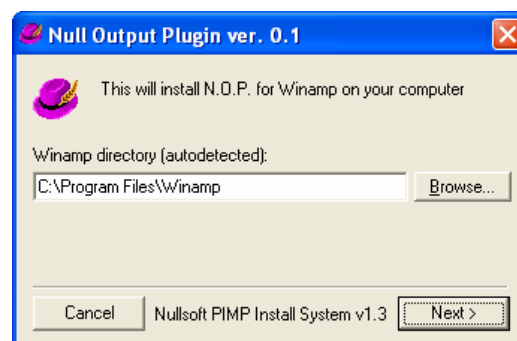 Null Output Plugin ver. 0.1
This will install N.O.P. for Winamp on your computer
Winamp directory (autodetected):
C:\Program Files\Winamp
Browse...
Cancel
Nullsoft PIMP Install System v1.3
Next >